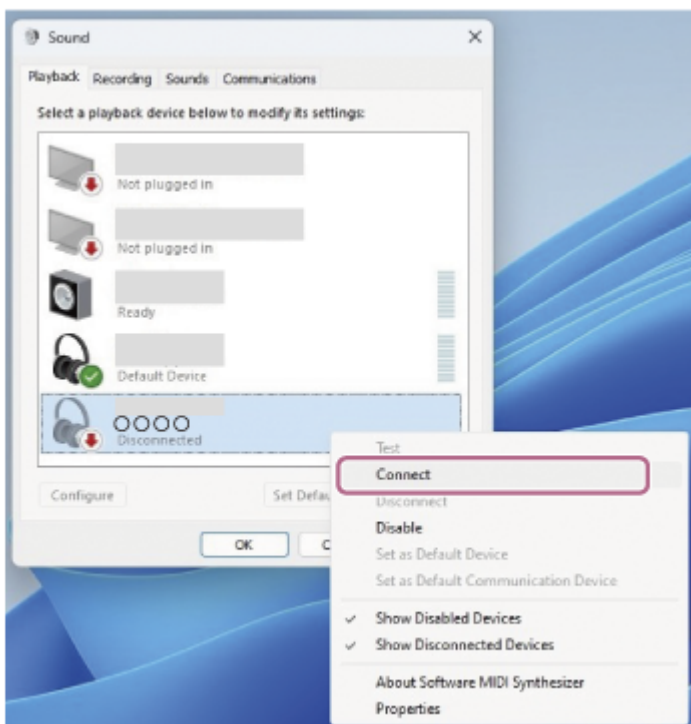 Sound
Playback Recording Sounds Communications
Select a playback device below to modify its settings:
Not plugged in
Not plugged in
Ready
Default Device
OOOO
Disconnected
Test
Connect
Configure
Set Defau
Disconnect
Disable
OK
C
Set as Default Device
Set as Default Communication Device
Show Disabled Devices
Show Disconnected Devices
About Software MIDI Synthesizer
Properties